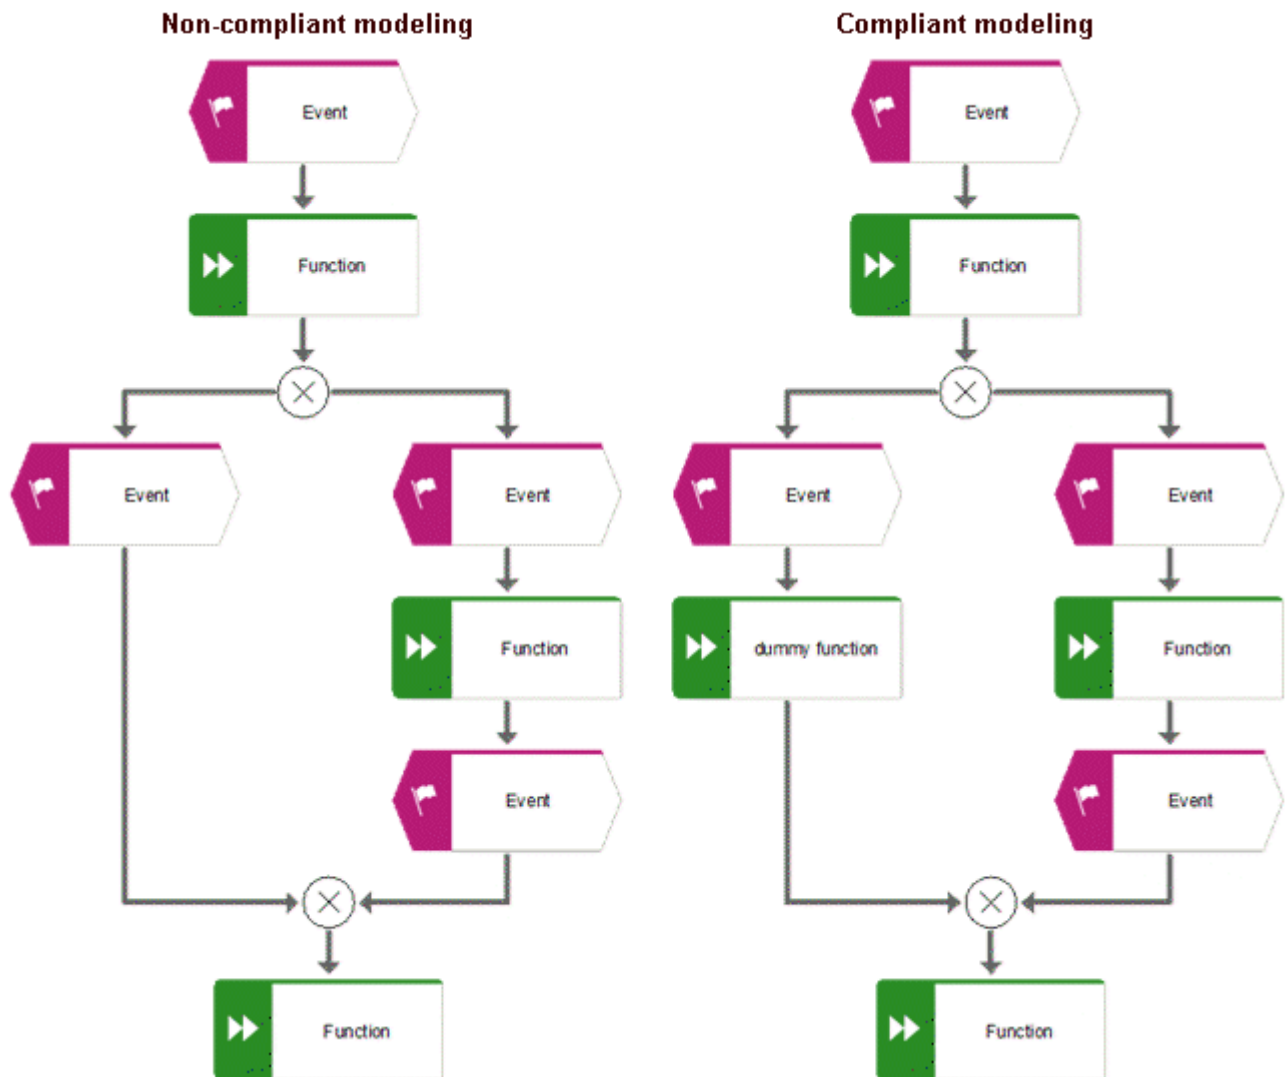 Non-compliant modeling
Event
Function
Event
Event
Function
Event
Function
Compliant modeling
Event
Function
Event
Event
dummy function
Function
Event
Function